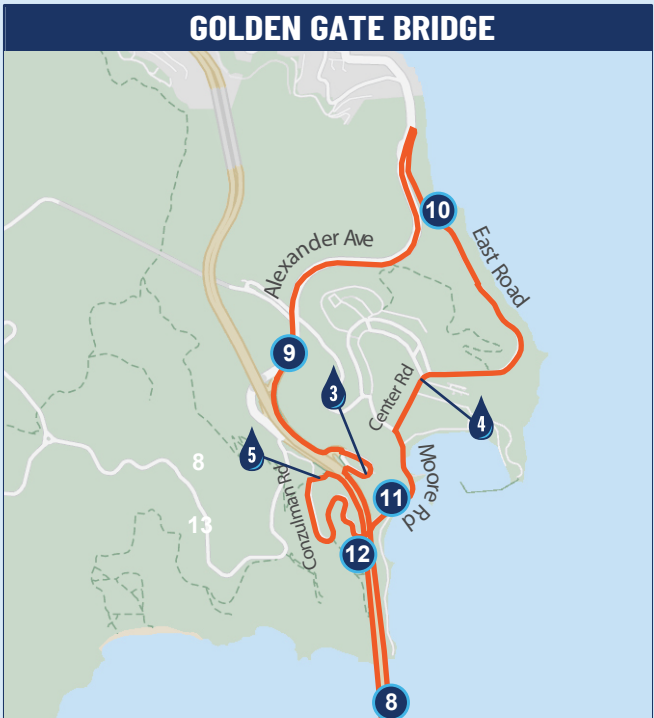 GOLDEN GATE BRIDGE
10
Alexander Ave
East Road
9
3
Center Rd
4
5
8
Moore Rd
Conzulman Rd
11
13
12
8